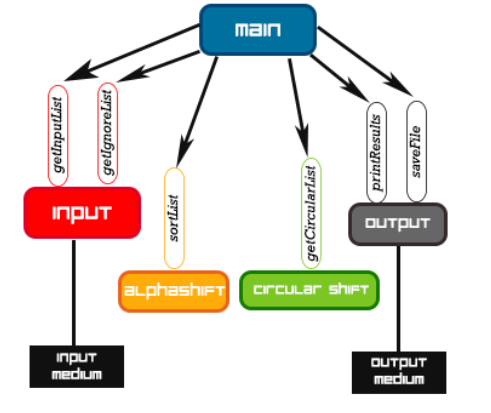 main
getInputList
getIgnoreList
sortList
getCircularList
printResults
saveFile
input
output
alphashift
circular shift
input
medium
output
medium